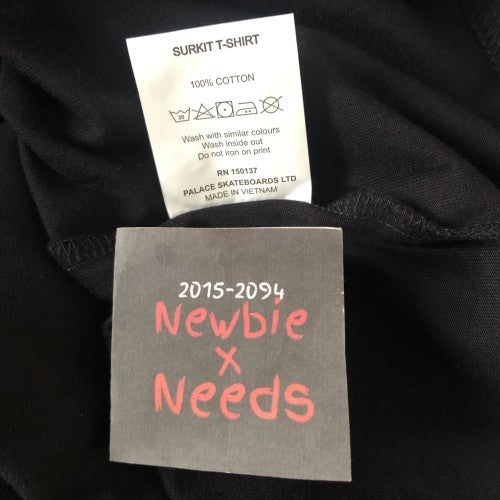 SURKIT T-SHIRT
100% COTTON
30
Wash with similar colours
Wash inside out
Do not iron on print
RN 150137
PALACE SKATEBOARDS LTD
MADE IN VIETNAM
2015-2094
Newbie
x
Needs